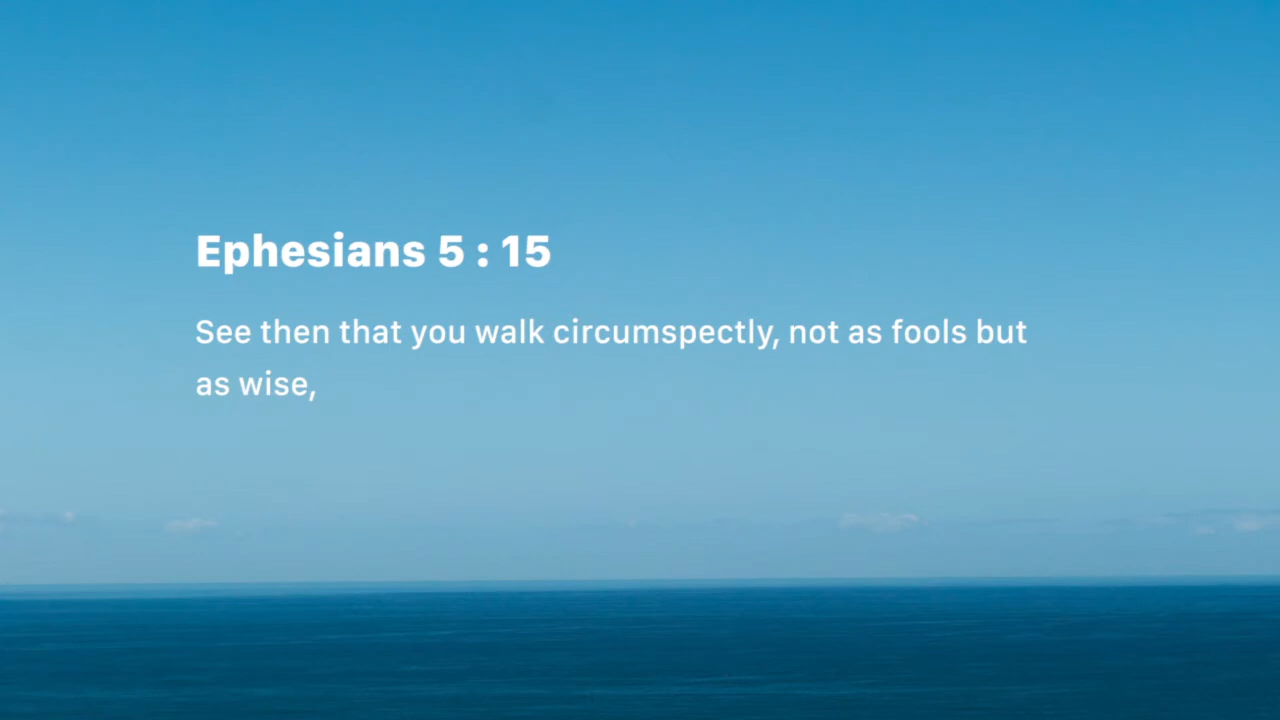 Ephesians 5 : 15
See then that you walk circumspectly, not as fools but
as wise,